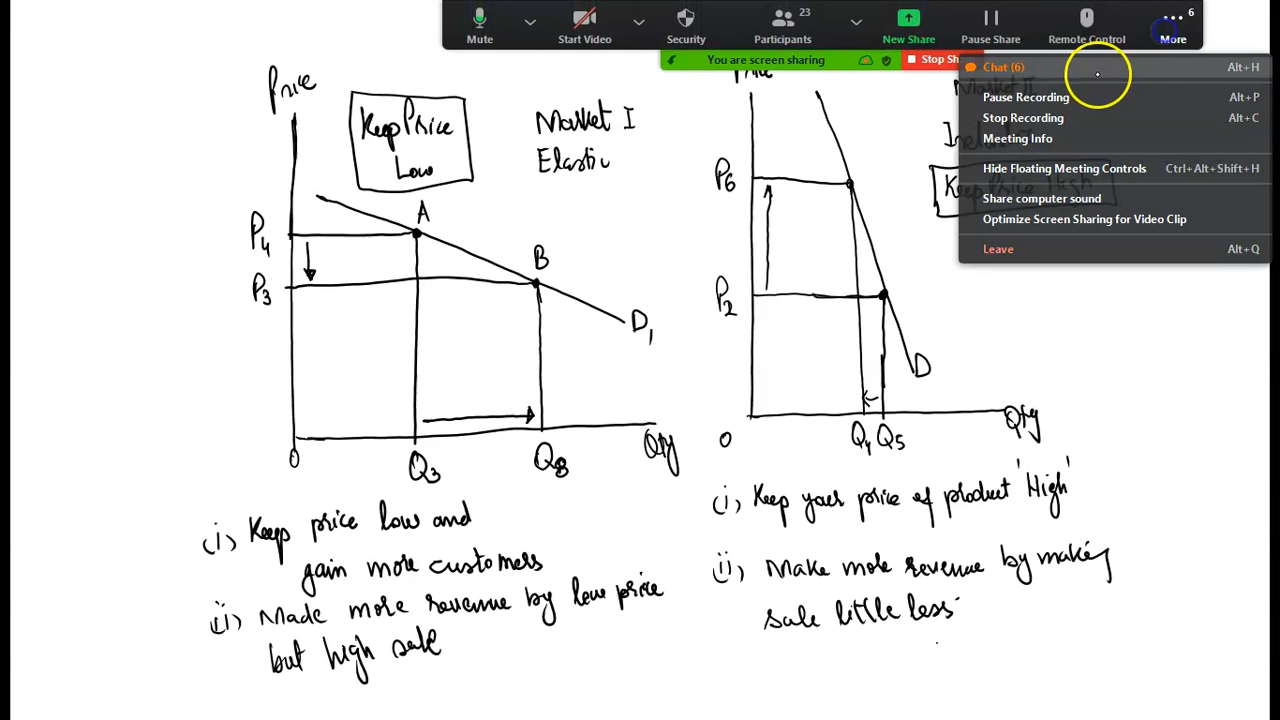 23
6
Mute
Start Video
Security
Participants
New Share
Pause Share
Remote Control
More
You are screen sharing
Stop Sh
Chat (6) Alt+H
Pause Recording Alt+P
Stop Recording Alt+C
Meeting Info
Hide Floating Meeting Controls Ctrl+Alt+Shift+H
Share computer sound
Optimize Screen Sharing for Video Clip
Leave Alt+Q
Price
Keep Price
Low
Market I
Elastic
P4
A
P3
B
D1
0
Q3
QB
Qty
(i) Keep price low and
gain more customers
(ii) Made more revenue by low price
but high sale
Price
P6
P2
D
0
Q4 Q5
Qty
(i) Keep your price of product 'High'
(ii) Make more revenue by making
sale little less